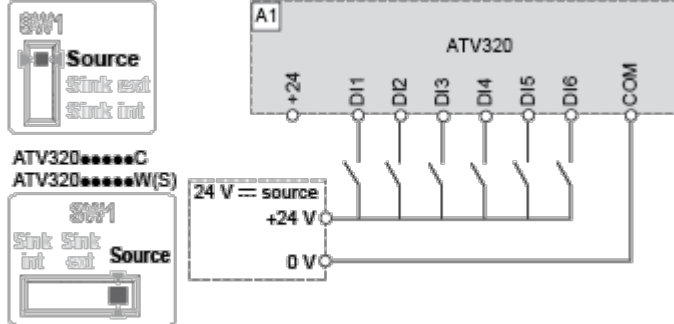 SW1
Source
Sink ext
Sink int
ATV320●●●●●C
ATV320●●●●●W(S)
SW1
Sink int
Sink ext
Source
A1
ATV320
+24
DI1
DI2
DI3
DI4
DI5
DI6
COM
24 V ⎓ source
+24 V
0 V